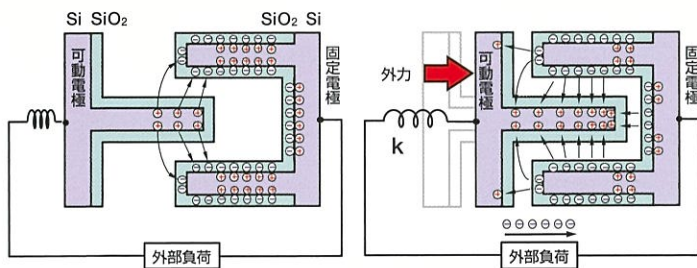 Si SiO₂
SiO₂ Si
可動電極
固定電極
外部負荷
外力
可動電極
固定電極
k
外部負荷